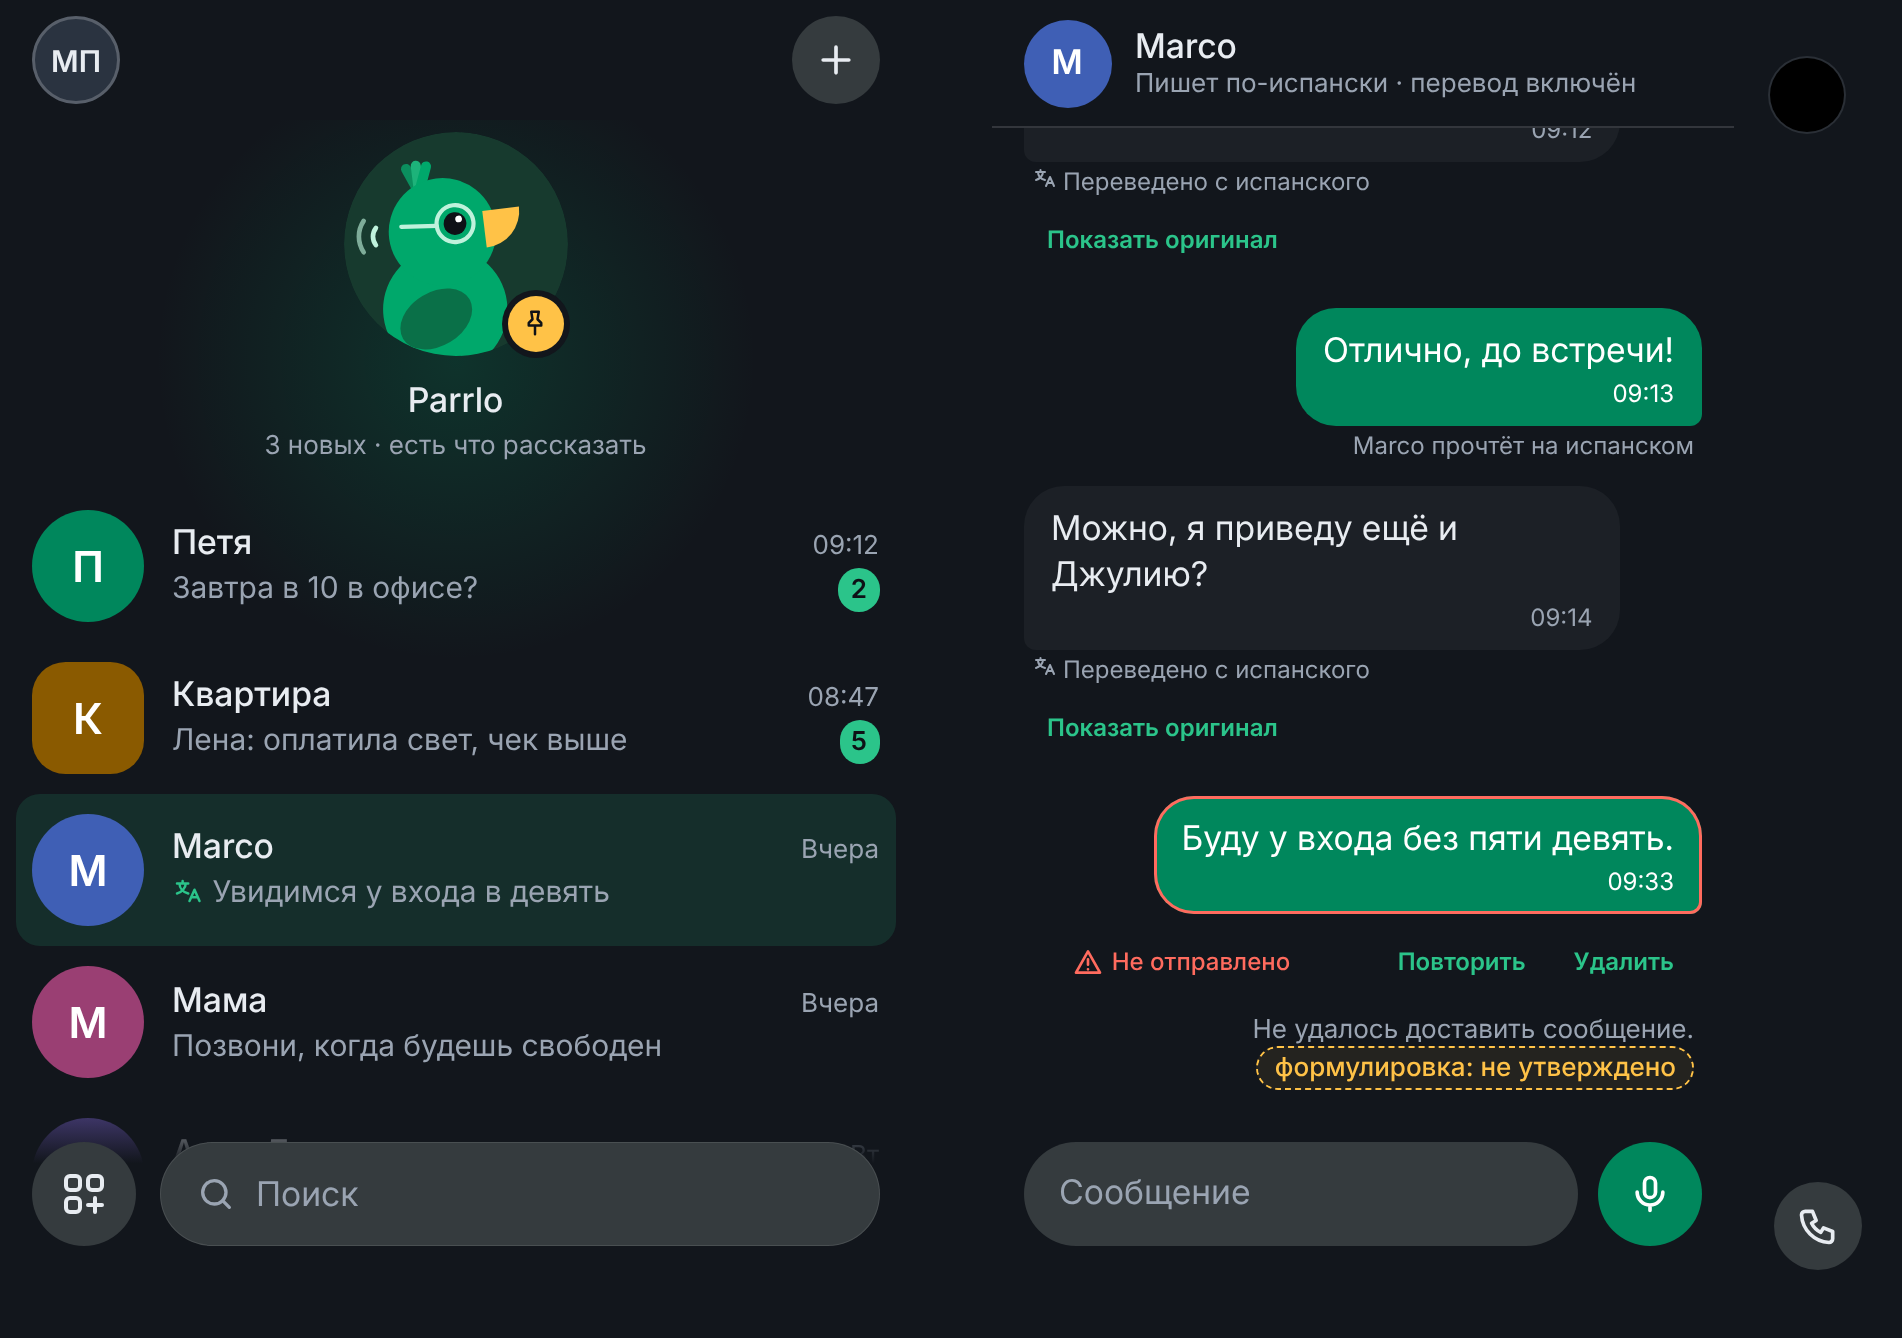 МП
Parrlo
3 новых · есть что рассказать
П
Петя
09:12
Завтра в 10 в офисе?
2
К
Квартира
08:47
Лена: оплатила свет, чек выше
5
M
Marco
Вчера
Увидимся у входа в девять
М
Мама
Вчера
Позвони, когда будешь свободен
Поиск
M
Marco
Пишет по-испански · перевод включён
09:12
Переведено с испанского
Показать оригинал
Отлично, до встречи!
09:13
Marco прочтёт на испанском
Можно, я приведу ещё и
Джулию?
09:14
Переведено с испанского
Показать оригинал
Буду у входа без пяти девять.
09:33
Не отправлено
Повторить
Удалить
Не удалось доставить сообщение.
формулировка: не утверждено
Сообщение